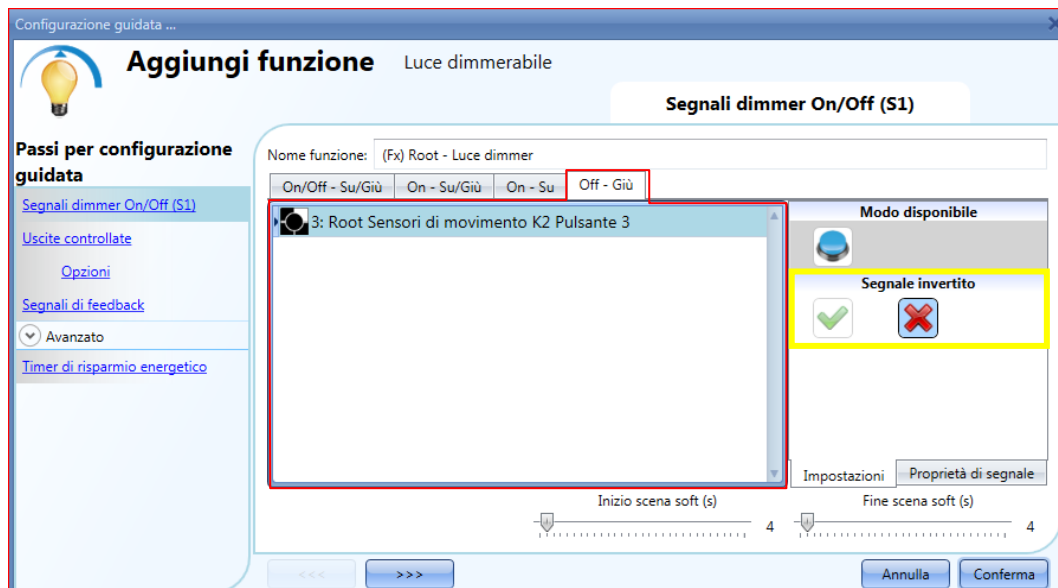 Configurazione guidata ...
Aggiungi funzione
Luce dimmerabile
Segnali dimmer On/Off (S1)
Passi per configurazione
guidata
Segnali dimmer On/Off (S1)
Uscite controllate
Opzioni
Segnali di feedback
Avanzato
Timer di risparmio energetico
Nome funzione: (Fx) Root - Luce dimmer
On/Off - Su/Giù
On - Su/Giù
On - Su
Off - Giù
3: Root Sensori di movimento K2 Pulsante 3
Modo disponibile
Segnale invertito
Impostazioni
Proprietà di segnale
Inizio scena soft (s)
4
Fine scena soft (s)
4
<<<
>>>
Annulla
Conferma